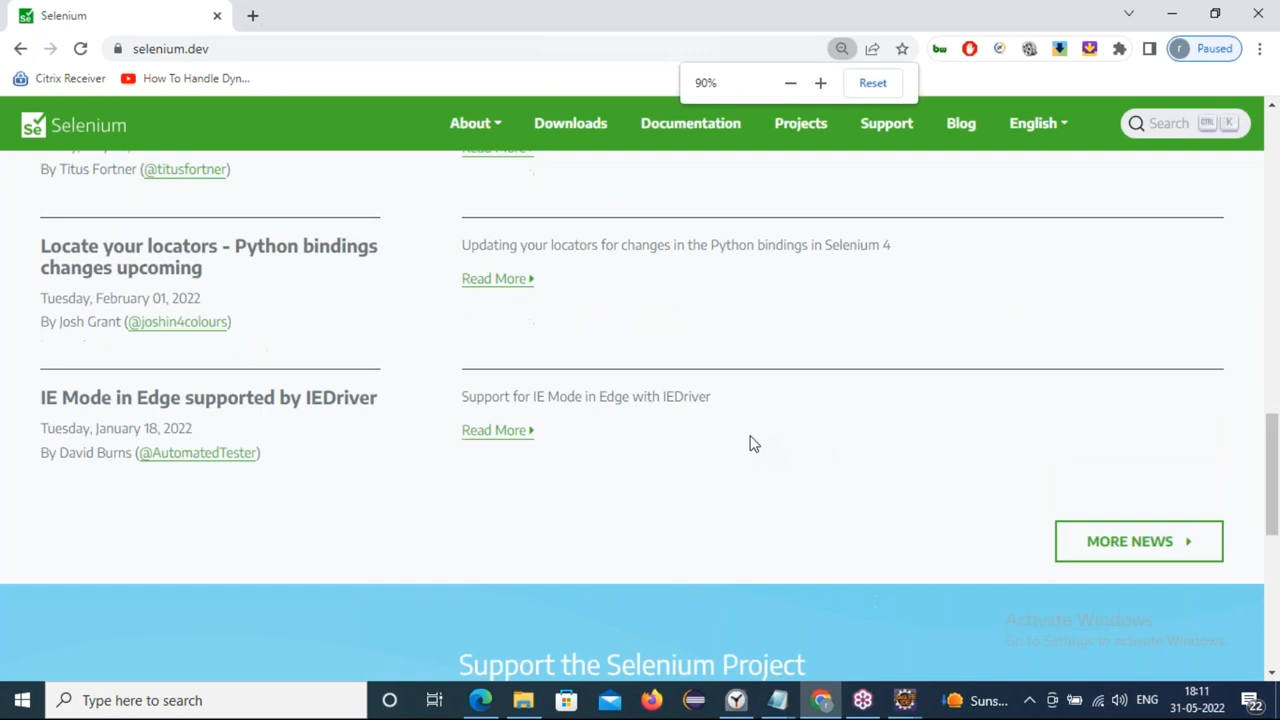 Selenium
selenium.dev
Paused
Citrix Receiver
How To Handle Dyn...
90%
Reset
Selenium
About
Downloads
Documentation
Projects
Support
Blog
English
Search CTRL K
Read More
By Titus Fortner (@titusfortner)
Locate your locators - Python bindings
changes upcoming
Tuesday, February 01, 2022
By Josh Grant (@joshin4colours)
Updating your locators for changes in the Python bindings in Selenium 4
Read More
IE Mode in Edge supported by IEDriver
Tuesday, January 18, 2022
By David Burns (@AutomatedTester)
Support for IE Mode in Edge with IEDriver
Read More
MORE NEWS
Activate Windows
Go to Settings to activate Windows.
Support the Selenium Project
Type here to search
Suns...
ENG
18:11
31-05-2022
22